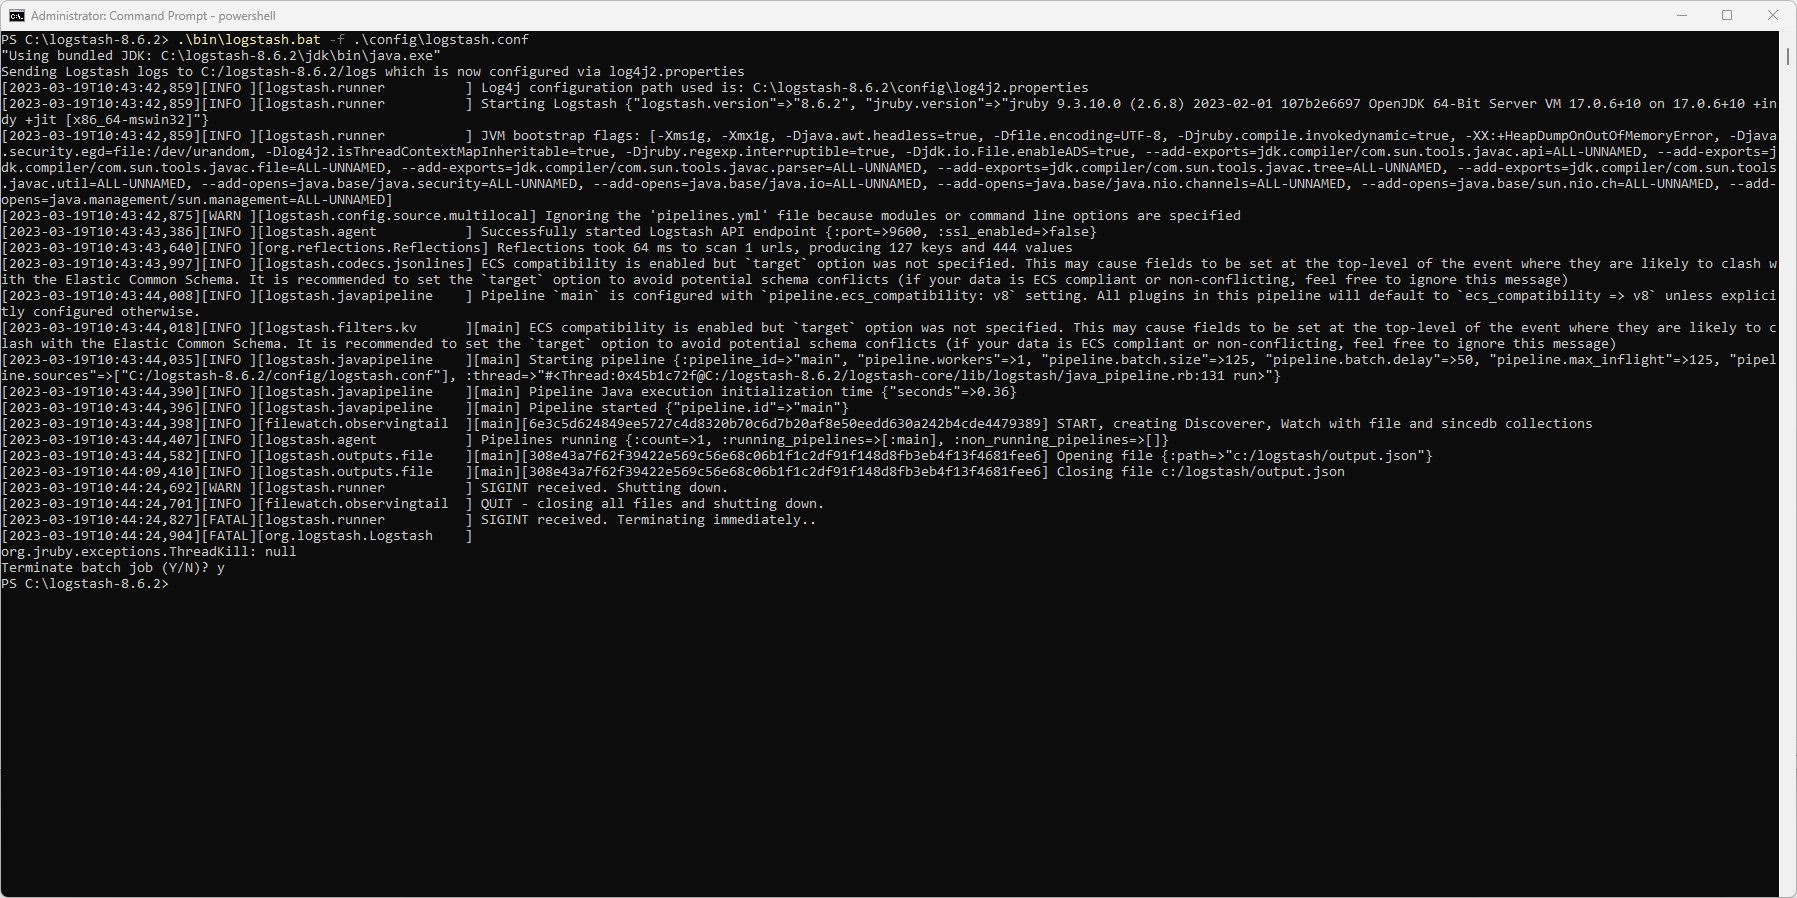 Administrator: Command Prompt - powershell
PS C:\logstash-8.6.2> .\bin\logstash.bat -f .\config\logstash.conf
"Using bundled JDK: C:\logstash-8.6.2\jdk\bin\java.exe"
Sending Logstash logs to C:/logstash-8.6.2/logs which is now configured via log4j2.properties
[2023-03-19T10:43:42,859][INFO ][logstash.runner          ] Log4j configuration path used is: C:\logstash-8.6.2\config\log4j2.properties
[2023-03-19T10:43:42,859][INFO ][logstash.runner          ] Starting Logstash {"logstash.version"=>"8.6.2", "jruby.version"=>"jruby 9.3.10.0 (2.6.8) 2023-02-01 107b2e6697 OpenJDK 64-Bit Server VM 17.0.6+10 on 17.0.6+10 +in
dy +jit [x86_64-mswin32]"}
[2023-03-19T10:43:42,859][INFO ][logstash.runner          ] JVM bootstrap flags: [-Xms1g, -Xmx1g, -Djava.awt.headless=true, -Dfile.encoding=UTF-8, -Djruby.compile.invokedynamic=true, -XX:+HeapDumpOnOutOfMemoryError, -Djava
.security.egd=file:/dev/urandom, -Dlog4j2.isThreadContextMapInheritable=true, -Djruby.regexp.interruptible=true, -Djdk.io.File.enableADS=true, --add-exports=jdk.compiler/com.sun.tools.javac.api=ALL-UNNAMED, --add-exports=j
dk.compiler/com.sun.tools.javac.file=ALL-UNNAMED, --add-exports=jdk.compiler/com.sun.tools.javac.parser=ALL-UNNAMED, --add-exports=jdk.compiler/com.sun.tools.javac.tree=ALL-UNNAMED, --add-exports=jdk.compiler/com.sun.tools
.javac.util=ALL-UNNAMED, --add-opens=java.base/java.security=ALL-UNNAMED, --add-opens=java.base/java.io=ALL-UNNAMED, --add-opens=java.base/java.nio.channels=ALL-UNNAMED, --add-opens=java.base/sun.nio.ch=ALL-UNNAMED, --add-
opens=java.management/sun.management=ALL-UNNAMED]
[2023-03-19T10:43:42,875][WARN ][logstash.config.source.multilocal] Ignoring the 'pipelines.yml' file because modules or command line options are specified
[2023-03-19T10:43:43,386][INFO ][logstash.agent           ] Successfully started Logstash API endpoint {:port=>9600, :ssl_enabled=>false}
[2023-03-19T10:43:43,640][INFO ][org.reflections.Reflections] Reflections took 64 ms to scan 1 urls, producing 127 keys and 444 values
[2023-03-19T10:43:43,997][INFO ][logstash.codecs.jsonlines] ECS compatibility is enabled but `target` option was not specified. This may cause fields to be set at the top-level of the event where they are likely to clash w
ith the Elastic Common Schema. It is recommended to set the `target` option to avoid potential schema conflicts (if your data is ECS compliant or non-conflicting, feel free to ignore this message)
[2023-03-19T10:43:44,008][INFO ][logstash.javapipeline    ] Pipeline `main` is configured with `pipeline.ecs_compatibility: v8` setting. All plugins in this pipeline will default to `ecs_compatibility => v8` unless explici
tly configured otherwise.
[2023-03-19T10:43:44,018][INFO ][logstash.filters.kv      ][main] ECS compatibility is enabled but `target` option was not specified. This may cause fields to be set at the top-level of the event where they are likely to c
lash with the Elastic Common Schema. It is recommended to set the `target` option to avoid potential schema conflicts (if your data is ECS compliant or non-conflicting, feel free to ignore this message)
[2023-03-19T10:43:44,035][INFO ][logstash.javapipeline    ][main] Starting pipeline {:pipeline_id=>"main", "pipeline.workers"=>1, "pipeline.batch.size"=>125, "pipeline.batch.delay"=>50, "pipeline.max_inflight"=>125, "pipel
ine.sources"=>["C:/logstash-8.6.2/config/logstash.conf"], :thread=>"#<Thread:0x45b1c72f@C:/logstash-8.6.2/logstash-core/lib/logstash/java_pipeline.rb:131 run>"}
[2023-03-19T10:43:44,390][INFO ][logstash.javapipeline    ][main] Pipeline Java execution initialization time {"seconds"=>0.36}
[2023-03-19T10:43:44,396][INFO ][logstash.javapipeline    ][main] Pipeline started {"pipeline.id"=>"main"}
[2023-03-19T10:43:44,398][INFO ][filewatch.observingtail  ][main][6e3c5d624849ee5727c4d8320b70c6d7b20af8e50eedd630a242b4cde4479389] START, creating Discoverer, Watch with file and sincedb collections
[2023-03-19T10:43:44,407][INFO ][logstash.agent           ] Pipelines running {:count=>1, :running_pipelines=>[:main], :non_running_pipelines=>[]}
[2023-03-19T10:43:44,582][INFO ][logstash.outputs.file    ][main][308e43a7f62f39422e569c56e68c06b1f1c2df91f148d8fb3eb4f13f4681fee6] Opening file {:path=>"c:/logstash/output.json"}
[2023-03-19T10:44:09,410][INFO ][logstash.outputs.file    ][main][308e43a7f62f39422e569c56e68c06b1f1c2df91f148d8fb3eb4f13f4681fee6] Closing file c:/logstash/output.json
[2023-03-19T10:44:24,692][WARN ][logstash.runner          ] SIGINT received. Shutting down.
[2023-03-19T10:44:24,701][INFO ][filewatch.observingtail  ] QUIT - closing all files and shutting down.
[2023-03-19T10:44:24,827][FATAL][logstash.runner          ] SIGINT received. Terminating immediately..
[2023-03-19T10:44:24,904][FATAL][org.logstash.Logstash    ]
org.jruby.exceptions.ThreadKill: null
Terminate batch job (Y/N)? y
PS C:\logstash-8.6.2>